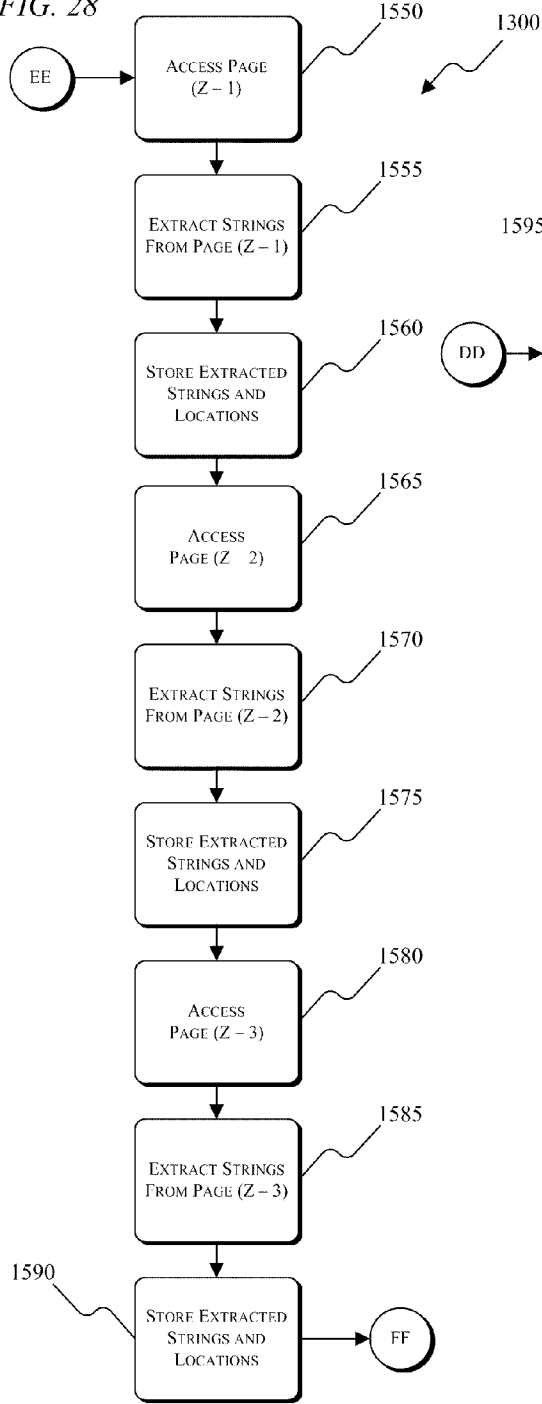 FIG. 28
1550
1300
EE
ACCESS PAGE
(Z – 1)
1555
EXTRACT STRINGS
FROM PAGE (Z – 1)
1595
1560
DD
STORE EXTRACTED
STRINGS AND
LOCATIONS
1565
ACCESS
PAGE (Z 2)
1570
EXTRACT STRINGS
FROM PAGE (Z – 2)
1575
STORE EXTRACTED
STRINGS AND
LOCATIONS
1580
ACCESS
PAGE (Z – 3)
1585
EXTRACT STRINGS
FROM PAGE (Z – 3)
1590
STORE EXTRACTED
STRINGS AND
LOCATIONS
FF